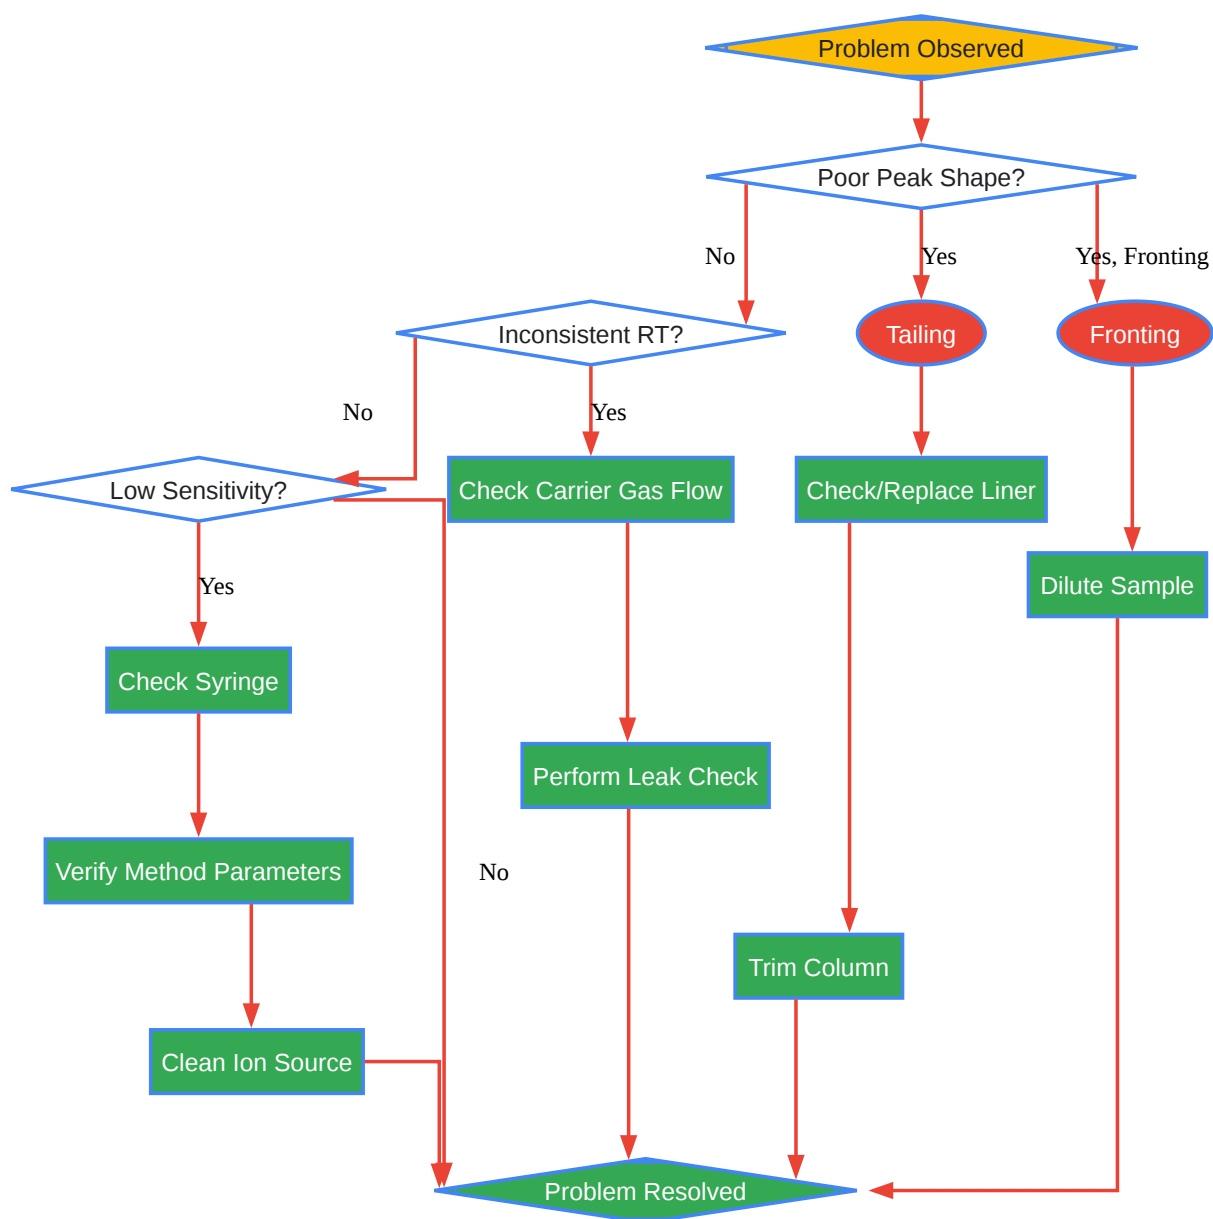 Problem Observed
Poor Peak Shape?
No
Yes
Yes, Fronting
Inconsistent RT?
Tailing
Fronting
No
Yes
Low Sensitivity?
Check Carrier Gas Flow
Check/Replace Liner
Yes
Dilute Sample
Check Syringe
Perform Leak Check
Verify Method Parameters
No
Trim Column
Clean Ion Source
Problem Resolved